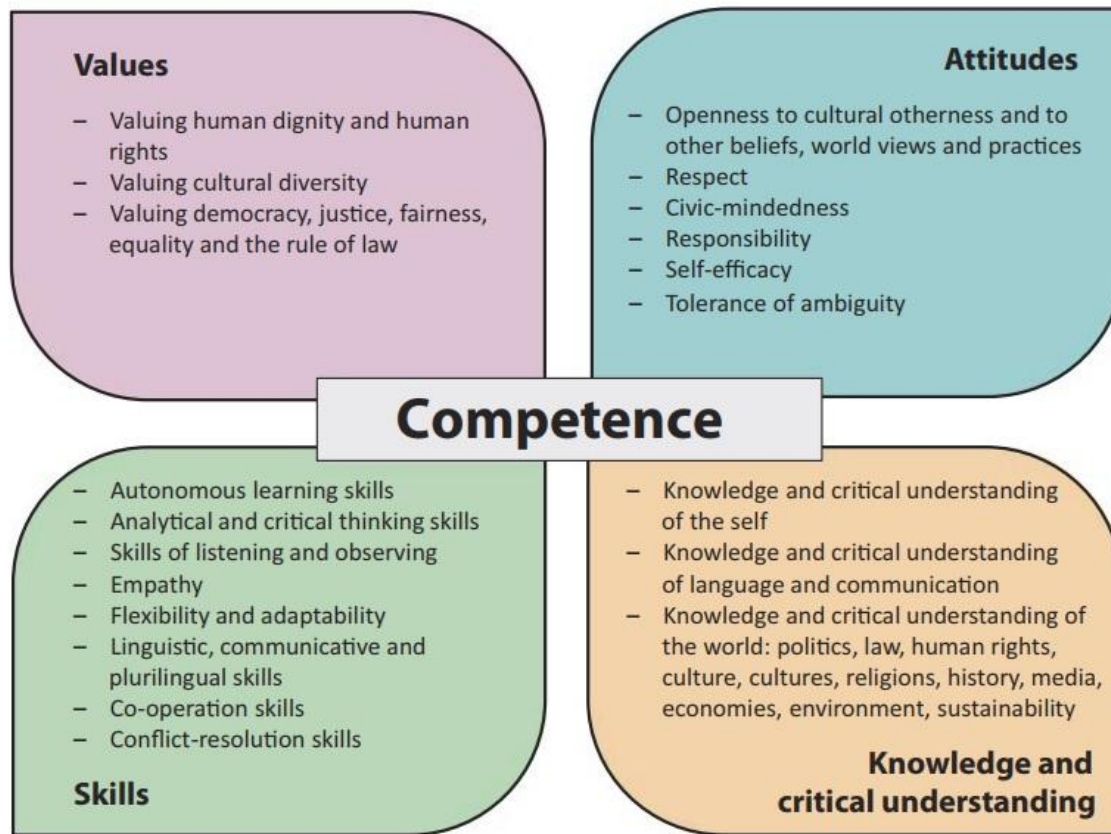 Values
– Valuing human dignity and human
rights
– Valuing cultural diversity
– Valuing democracy, justice, fairness,
equality and the rule of law
Attitudes
– Openness to cultural otherness and to
other beliefs, world views and practices
– Respect
– Civic-mindedness
– Responsibility
– Self-efficacy
– Tolerance of ambiguity
Competence
– Autonomous learning skills
– Analytical and critical thinking skills
– Skills of listening and observing
– Empathy
– Flexibility and adaptability
– Linguistic, communicative and
plurilingual skills
– Co-operation skills
– Conflict-resolution skills
Skills
– Knowledge and critical understanding
of the self
– Knowledge and critical understanding
of language and communication
– Knowledge and critical understanding of
the world: politics, law, human rights,
culture, cultures, religions, history, media,
economies, environment, sustainability
Knowledge and
critical understanding